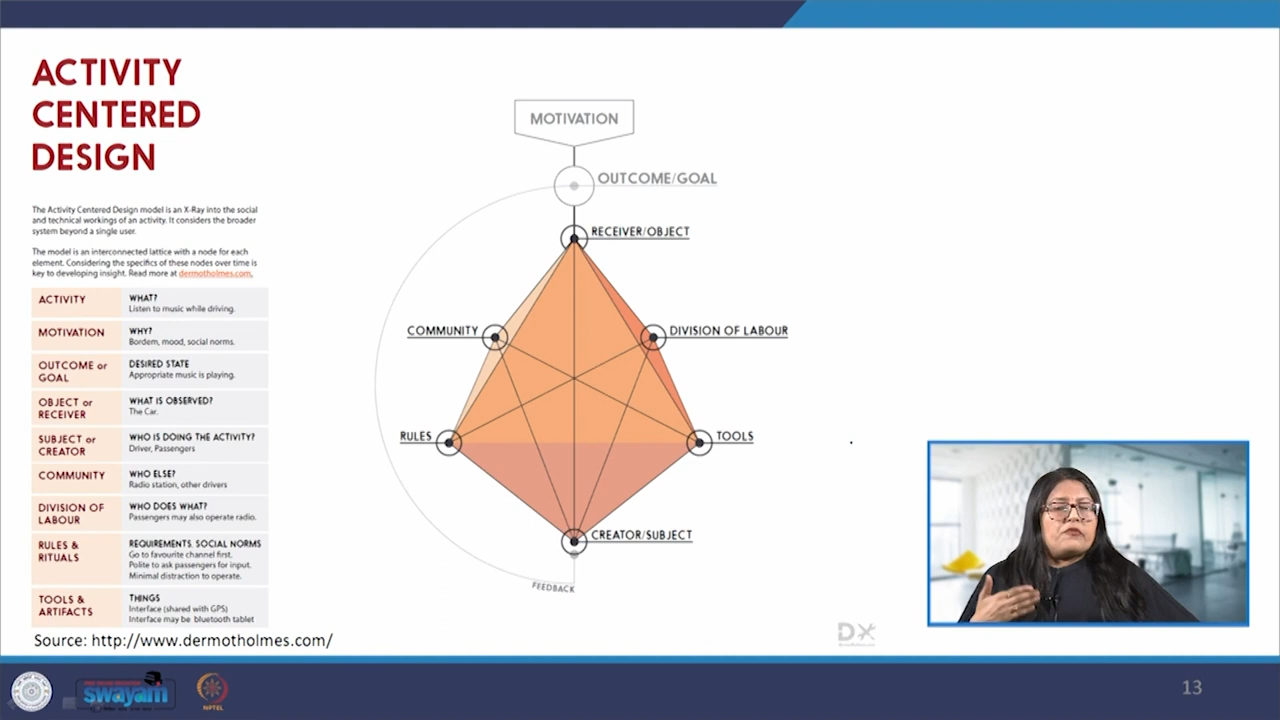 ACTIVITY
CENTERED
DESIGN
The Activity Centered Design model is an X-Ray into the social
and technical workings of an activity. It considers the broader
system beyond a single user.
The model is an interconnected lattice with a node for each
element. Considering the specifics of these nodes over time is
key to developing insight. Read more at dermotholmes.com.
ACTIVITY
WHAT?
Listen to music while driving.
MOTIVATION
WHY?
Bordem, mood, social norms.
OUTCOME or
GOAL
DESIRED STATE
Appropriate music is playing.
OBJECT or
RECEIVER
WHAT IS OBSERVED?
The Car.
SUBJECT or
CREATOR
WHO IS DOING THE ACTIVITY?
Driver, Passengers
COMMUNITY
WHO ELSE?
Radio station, other drivers
DIVISION OF
LABOUR
WHO DOES WHAT?
Passengers may also operate radio.
RULES &
RITUALS
REQUIREMENTS, SOCIAL NORMS
Go to favourite channel first.
Polite to ask passengers for input.
Minimal distraction to operate.
TOOLS &
ARTIFACTS
THINGS
Interface (shared with GPS)
Interface may be bluetooth tablet
Source: http://www.dermotholmes.com/
MOTIVATION
OUTCOME/GOAL
RECEIVER/OBJECT
COMMUNITY
DIVISION OF LABOUR
RULES
TOOLS
CREATOR/SUBJECT
FEEDBACK
DX
swayam
NPTEL
13